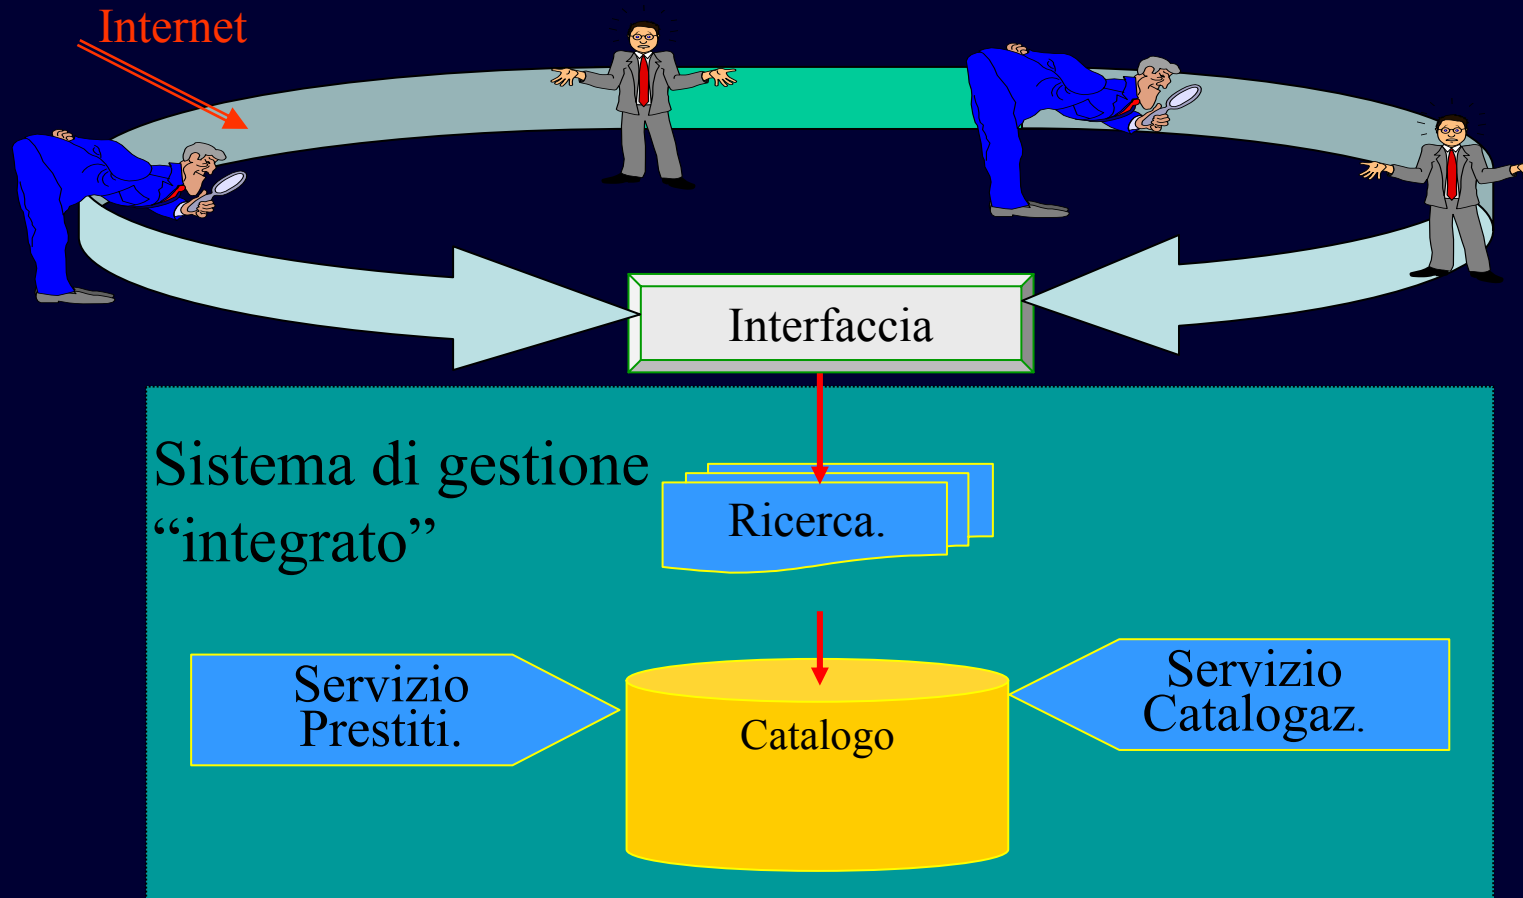 Internet
Interfaccia
Sistema di gestione
“integrato”
Ricerca.
Servizio
Prestiti.
Catalogo
Servizio
Catalogaz.